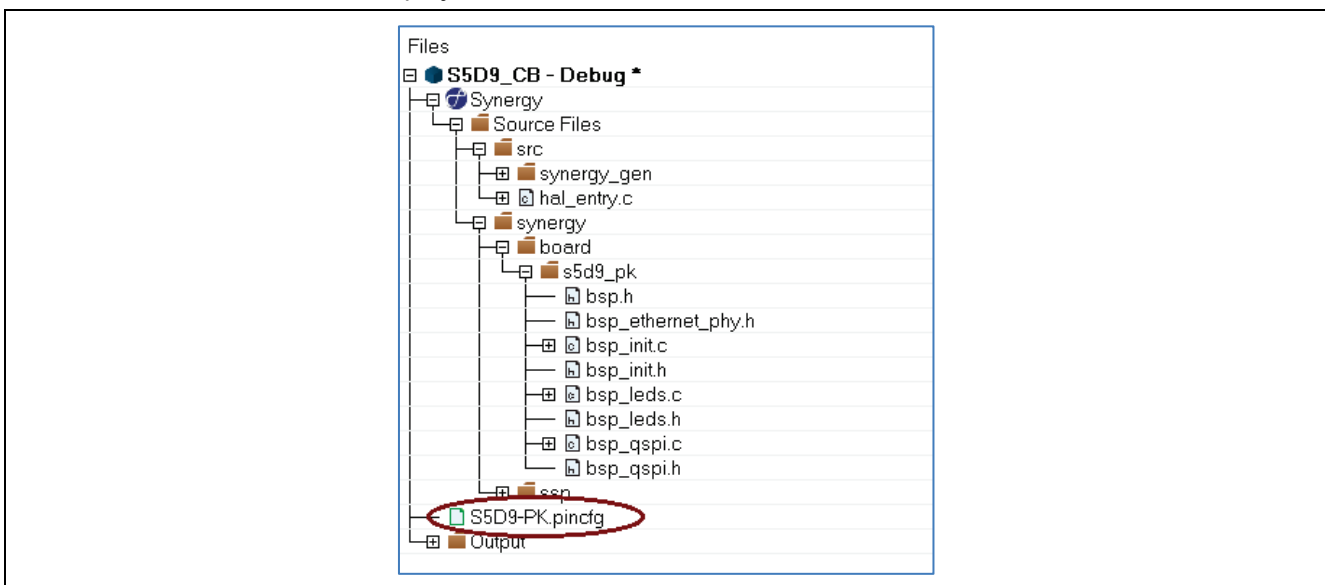 Files
S5D9_CB - Debug *
Synergy
Source Files
src
synergy_gen
hal_entry.c
synergy
board
s5d9_pk
bsp.h
bsp_ethernet_phy.h
bsp_init.c
bsp_init.h
bsp_leds.c
bsp_leds.h
bsp_qspi.c
bsp_qspi.h
ssp
S5D9-PK.pincfg
Output